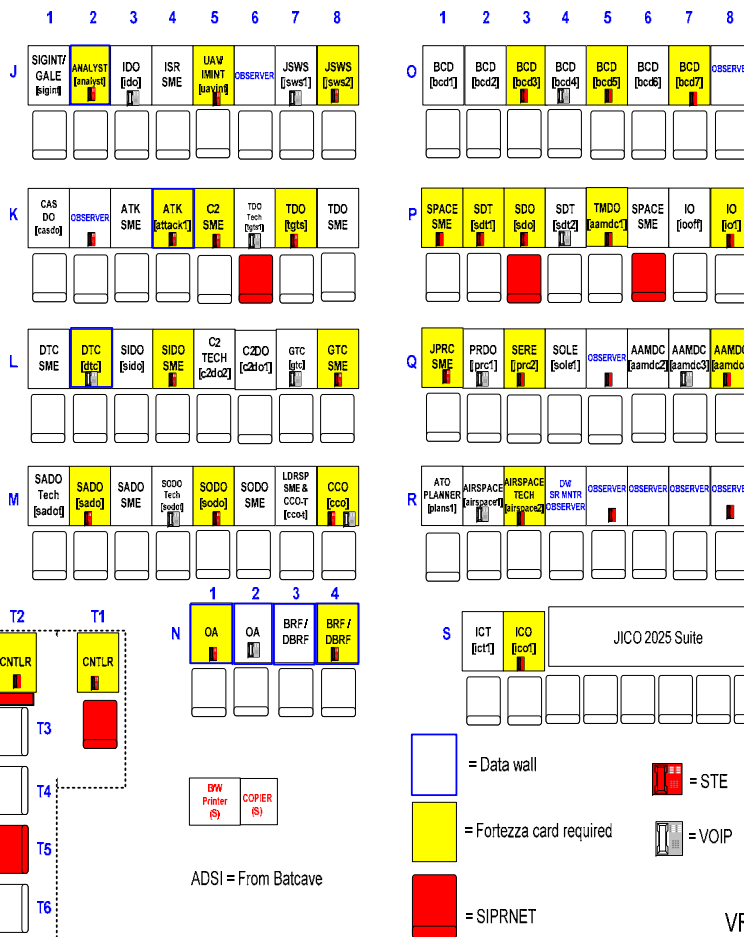 1 2 3 4 5 6 7 8
1 2 3 4 5 6 7 8
J
SIGINT/
GALE
[sigint]
ANALYST
[analyst]
IDO
[ido]
ISR
SME
UAV/
IMINT
[uavint]
OBSERVER
JSWS
[jsws1]
JSWS
[jsws2]
O
BCD
[bcd1]
BCD
[bcd2]
BCD
[bcd3]
BCD
[bcd4]
BCD
[bcd5]
BCD
[bcd6]
BCD
[bcd7]
OBSERVE
K
CAS
DO
[casdo]
OBSERVER
ATK
SME
ATK
[attack1]
C2
SME
TDO
Tech
[tgts1]
TDO
[tgts]
TDO
SME
P
SPACE
SME
SDT
[sdt1]
SDO
[sdo]
SDT
[sdt2]
TMDO
[aamdc1]
SPACE
SME
IO
[iooff]
IO
[io1]
L
DTC
SME
DTC
[dtc]
SIDO
[sido]
SIDO
SME
C2
TECH
[c2do2]
C2DO
[c2do1]
GTC
[gtc]
GTC
SME
Q
JPRC
SME
PRDO
[jprc1]
SERE
[jprc2]
SOLE
[sole1]
OBSERVER
AAMDC
[aamdc2]
AAMDC
[aamdc3]
AAMDC
[aamdc
M
SADO
Tech
[sadot]
SADO
[sado]
SADO
SME
SODO
Tech
[sodot]
SODO
[sodo]
SODO
SME
LDRSP
SME &
CCO-T
[cco-t]
CCO
[cco]
R
ATO
PLANNER
[plans1]
AIRSPACE
[airspace1]
AIRSPACE
TECH
[airspace2]
DV/
SR MNTR
OBSERVER
OBSERVER
OBSERVER
OBSERVER
OBSERVE
T2 T1
CNTLR
CNTLR
T3
T4
T5
T6
1 2 3 4
N
OA
OA
BRF /
DBRF
BRF /
DBRF
S
ICT
[ict1]
ICO
[ico1]
JICO 2025 Suite
B/W
Printer
(S)
COPIER
(S)
ADSI = From Batcave
= Data wall
= STE
= Fortezza card required
= VOIP
= SIPRNET
VF